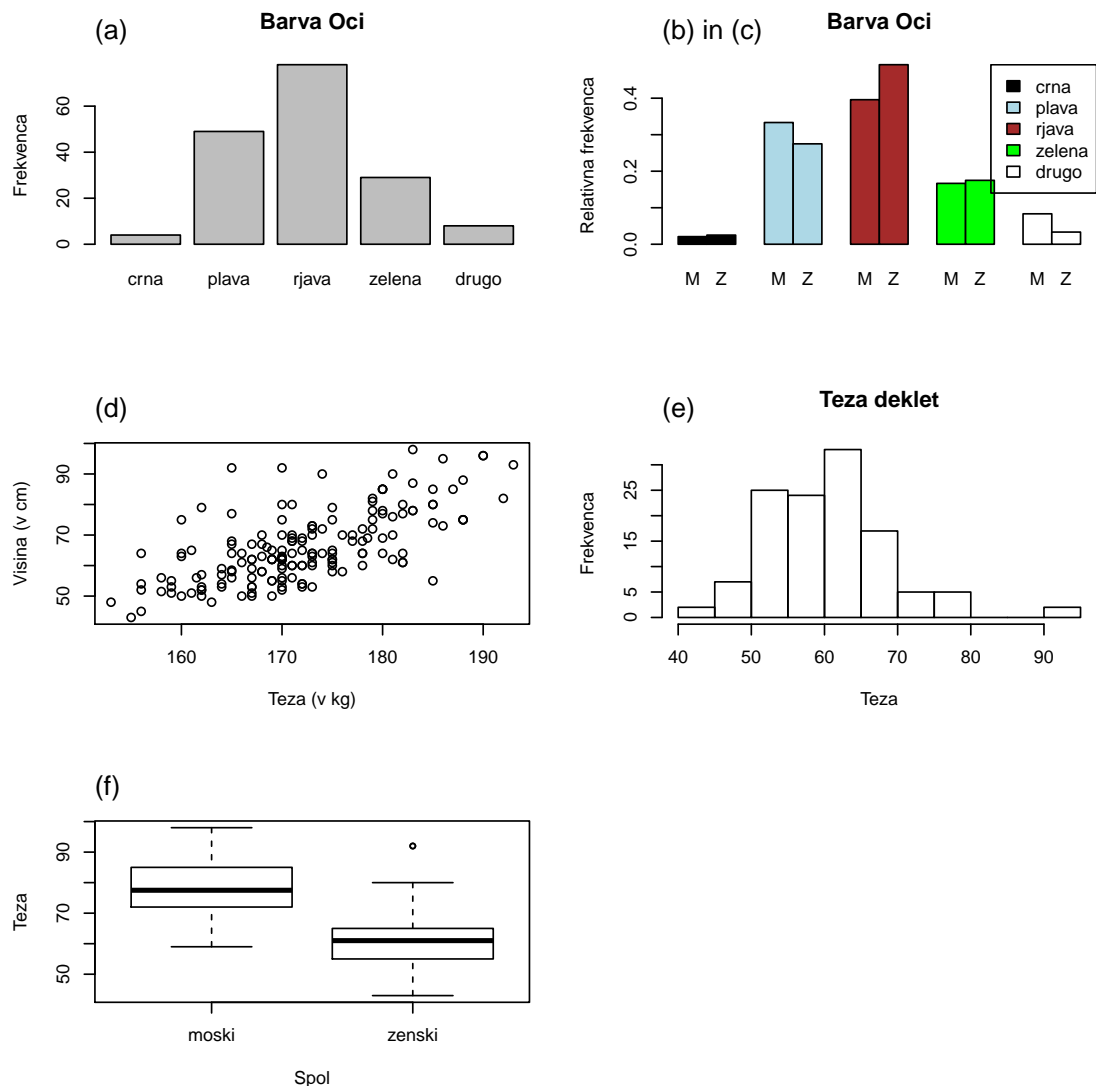 (a)
Barva Oci
Frekvenca
0
20
40
60
crna plava rjava zelena drugo
(b) in (c)
Barva Oci
Relativna frekvenca
0.0
0.2
0.4
crna
plava
rjava
zelena
drugo
M Z M Z M Z M Z M Z
(d)
Visina (v cm)
50
70
90
160 170 180 190
Teza (v kg)
(e)
Teza deklet
Frekvenca
0
5
15
25
40 50 60 70 80 90
Teza
(f)
Teza
50
70
90
moski zenski
Spol